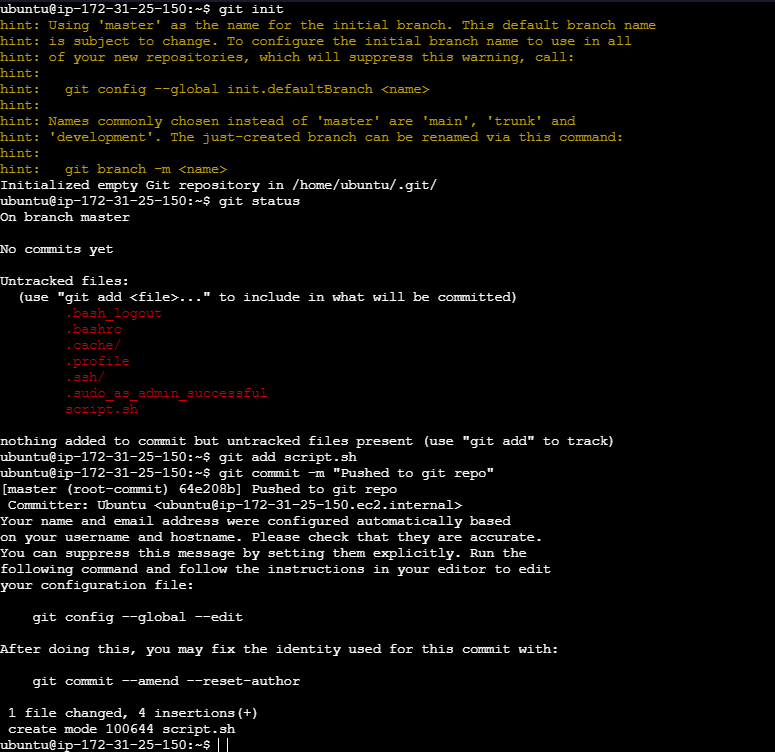 ubuntu@ip-172-31-25-150:~$ git init
hint: Using 'master' as the name for the initial branch. This default branch name
hint: is subject to change. To configure the initial branch name to use in all
hint: of your new repositories, which will suppress this warning, call:
hint:
hint:   git config --global init.defaultBranch <name>
hint:
hint: Names commonly chosen instead of 'master' are 'main', 'trunk' and
hint: 'development'. The just-created branch can be renamed via this command:
hint:
hint:   git branch -m <name>
Initialized empty Git repository in /home/ubuntu/.git/
ubuntu@ip-172-31-25-150:~$ git status
On branch master

No commits yet

Untracked files:
  (use "git add <file>..." to include in what will be committed)
        .bash_logout
        .bashrc
        .cache/
        .profile
        .ssh/
        .sudo_as_admin_successful
        script.sh

nothing added to commit but untracked files present (use "git add" to track)
ubuntu@ip-172-31-25-150:~$ git add script.sh
ubuntu@ip-172-31-25-150:~$ git commit -m "Pushed to git repo"
[master (root-commit) 64e208b] Pushed to git repo
 Committer: Ubuntu <ubuntu@ip-172-31-25-150.ec2.internal>
Your name and email address were configured automatically based
on your username and hostname. Please check that they are accurate.
You can suppress this message by setting them explicitly. Run the
following command and follow the instructions in your editor to edit
your configuration file:

    git config --global --edit

After doing this, you may fix the identity used for this commit with:

    git commit --amend --reset-author

 1 file changed, 4 insertions(+)
 create mode 100644 script.sh
ubuntu@ip-172-31-25-150:~$